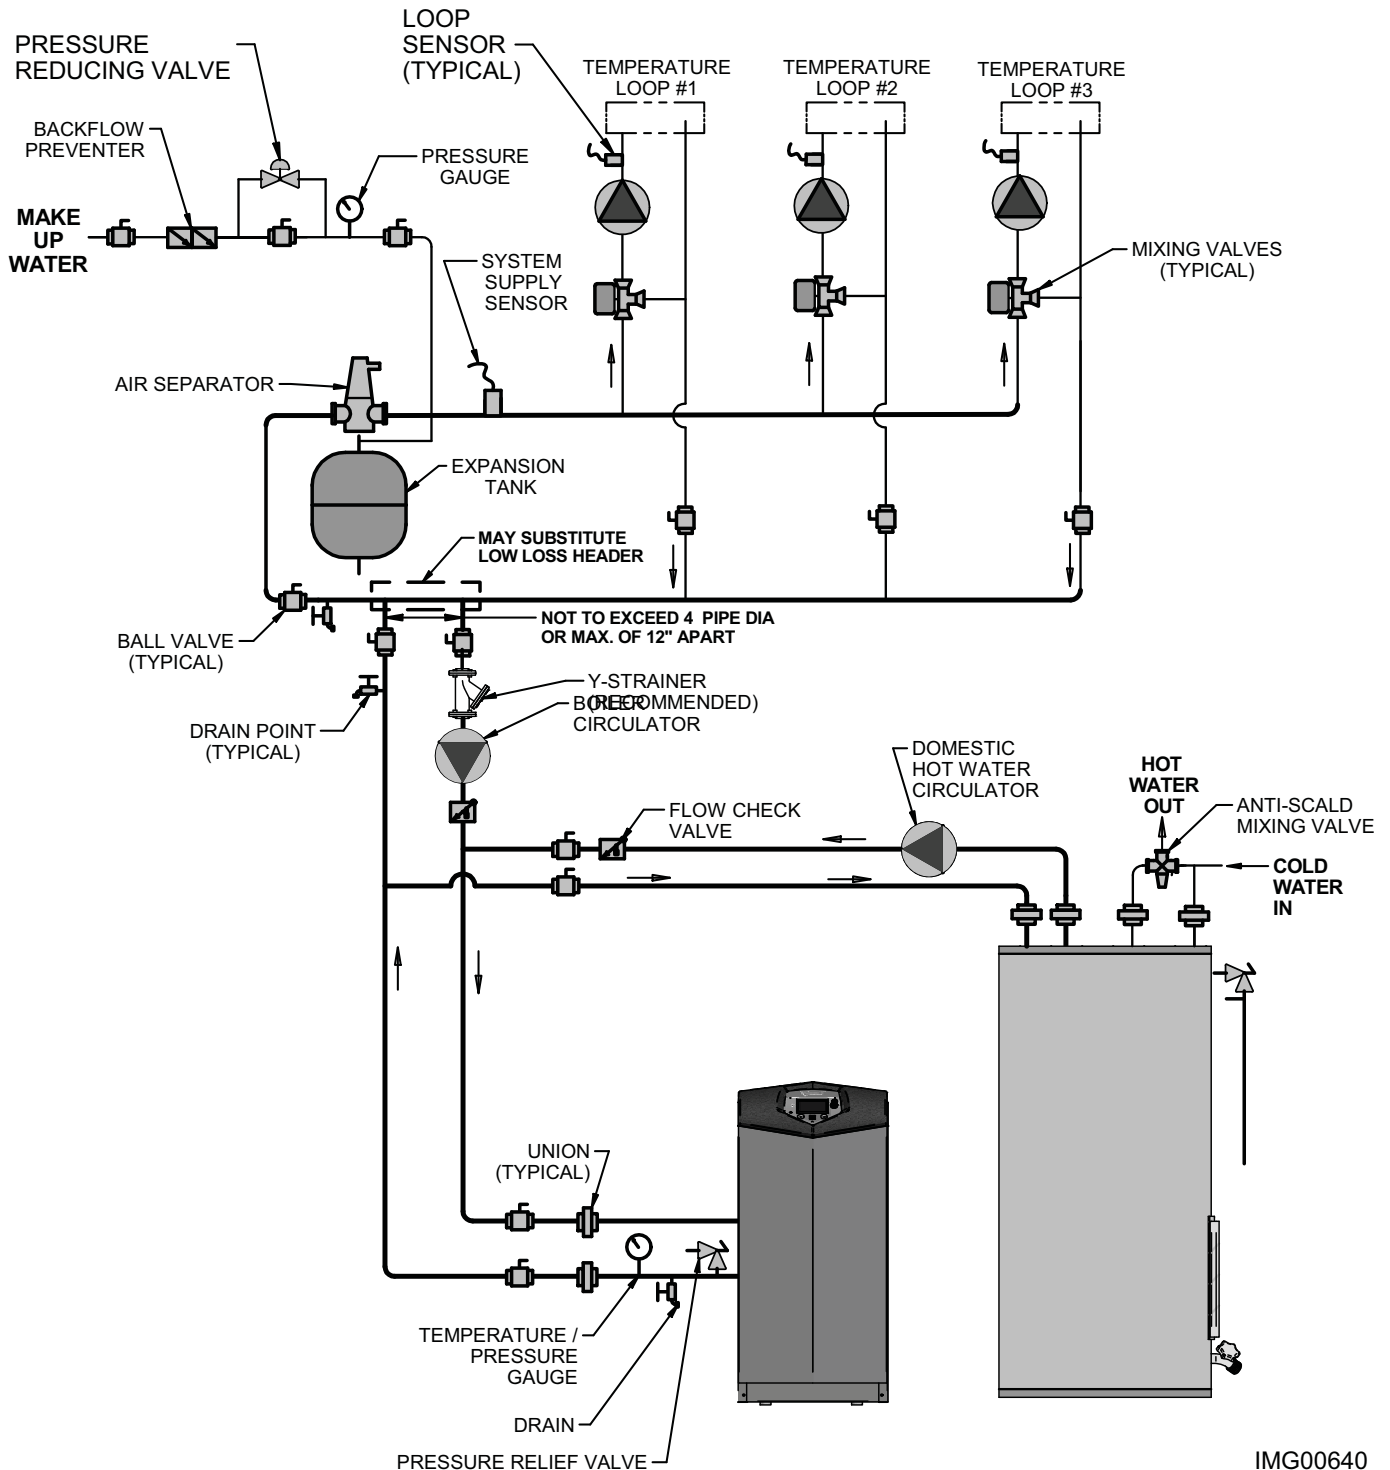 LOOP
SENSOR
(TYPICAL)
PRESSURE
REDUCING VALVE
TEMPERATURE
LOOP #1
TEMPERATURE
LOOP #2
TEMPERATURE
LOOP #3
BACKFLOW
PREVENTER
PRESSURE
GAUGE
MAKE
UP
WATER
SYSTEM
SUPPLY
SENSOR
MIXING VALVES
(TYPICAL)
AIR SEPARATOR
EXPANSION
TANK
MAY SUBSTITUTE
LOW LOSS HEADER
NOT TO EXCEED 4 PIPE DIA
OR MAX. OF 12" APART
BALL VALVE
(TYPICAL)
Y-STRAINER
(RECOMMENDED)
BOILER
CIRCULATOR
DRAIN POINT
(TYPICAL)
DOMESTIC
HOT WATER
CIRCULATOR
HOT
WATER
OUT
ANTI-SCALD
MIXING VALVE
FLOW CHECK
VALVE
COLD
WATER
IN
UNION
(TYPICAL)
TEMPERATURE /
PRESSURE
GAUGE
DRAIN
PRESSURE RELIEF VALVE
IMG00640